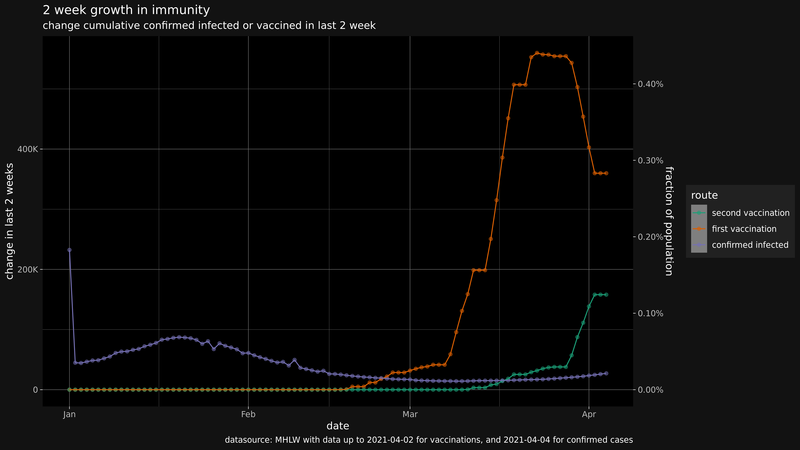 2 week growth in immunity
change cumulative confirmed infected or vaccined in last 2 week
change in last 2 weeks
400K
200K
0
0.40%
0.30%
0.20%
0.10%
0.00%
fraction of population
route
second vaccination
first vaccination
confirmed infected
Jan
Feb
Mar
Apr
date
datasource: MHLW with data up to 2021-04-02 for vaccinations, and 2021-04-04 for confirmed cases